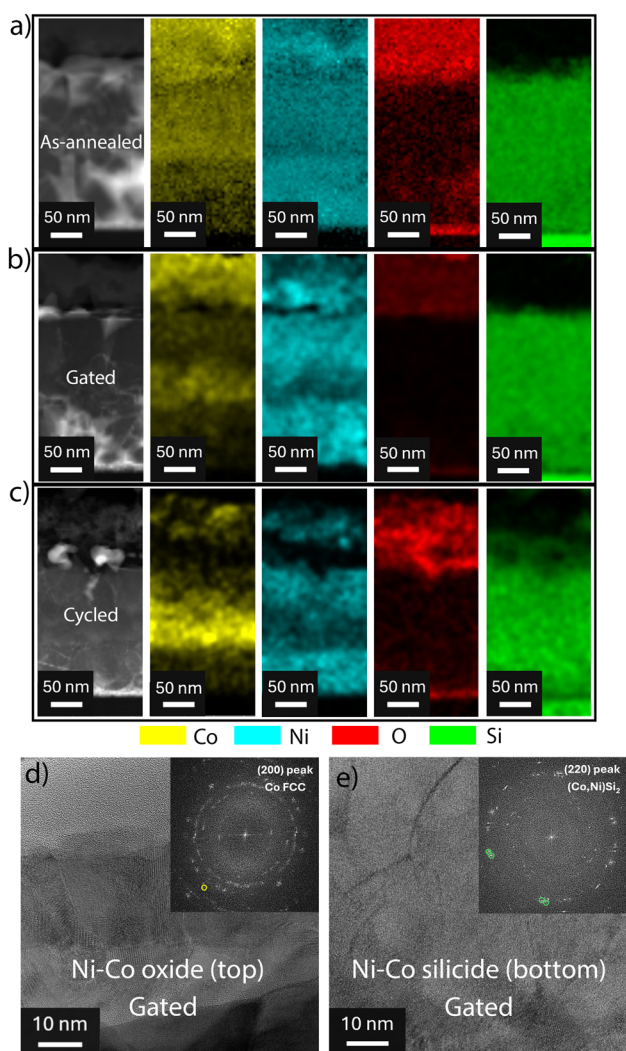 a)
As-annealed
50 nm
50 nm
50 nm
50 nm
50 nm
b)
Gated
50 nm
50 nm
50 nm
50 nm
50 nm
c)
Cycled
50 nm
50 nm
50 nm
50 nm
50 nm
Co
Ni
O
Si
d)
(200) peak
Co FCC
Ni-Co oxide (top)
Gated
10 nm
e)
(220) peak
(Co,Ni)Si₂
Ni-Co silicide (bottom)
Gated
10 nm